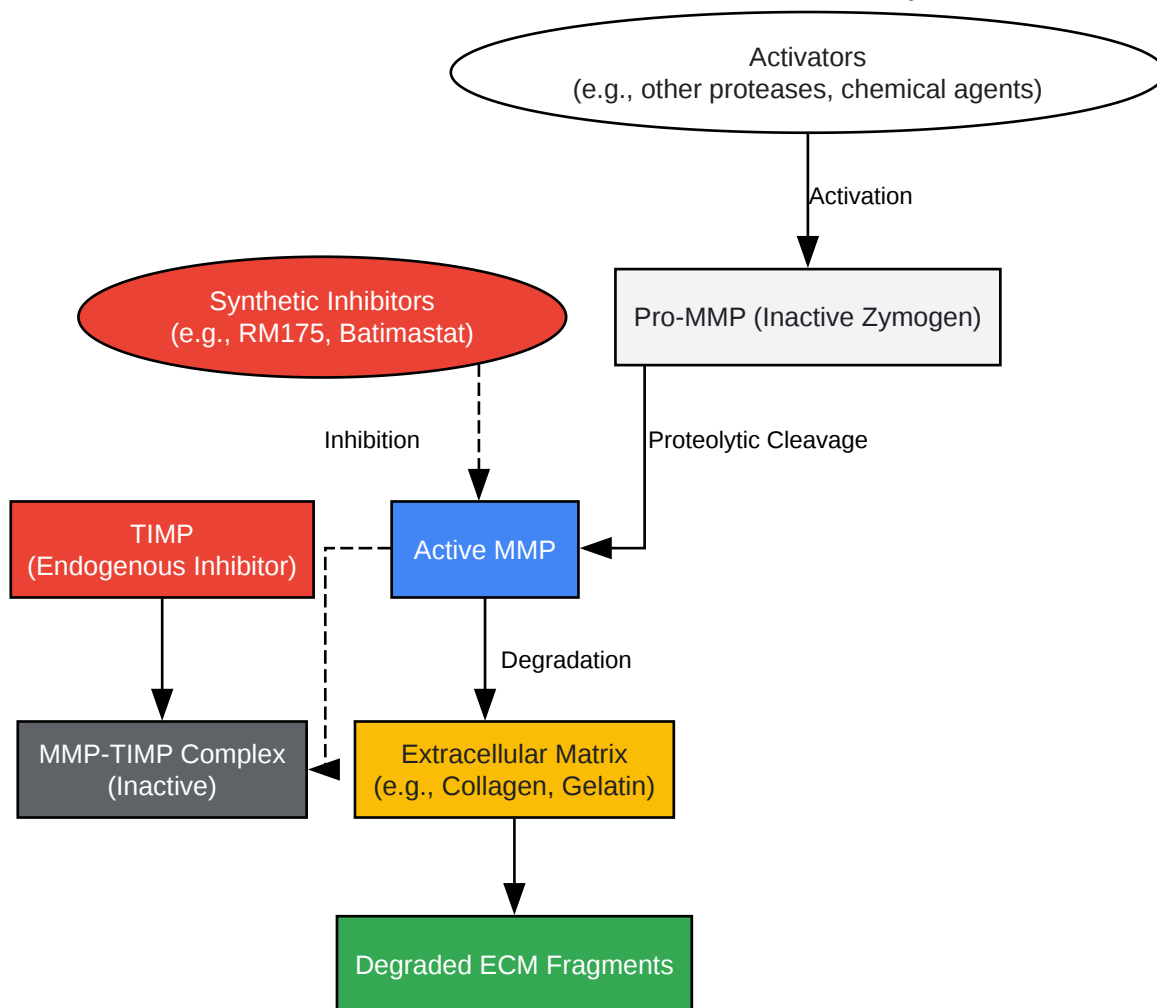 Activators
(e.g., other proteases, chemical agents)
Activation
Synthetic Inhibitors
(e.g., RM175, Batimastat)
Pro-MMP (Inactive Zymogen)
Inhibition
Proteolytic Cleavage
TIMP
(Endogenous Inhibitor)
Active MMP
Degradation
MMP-TIMP Complex
(Inactive)
Extracellular Matrix
(e.g., Collagen, Gelatin)
Degraded ECM Fragments